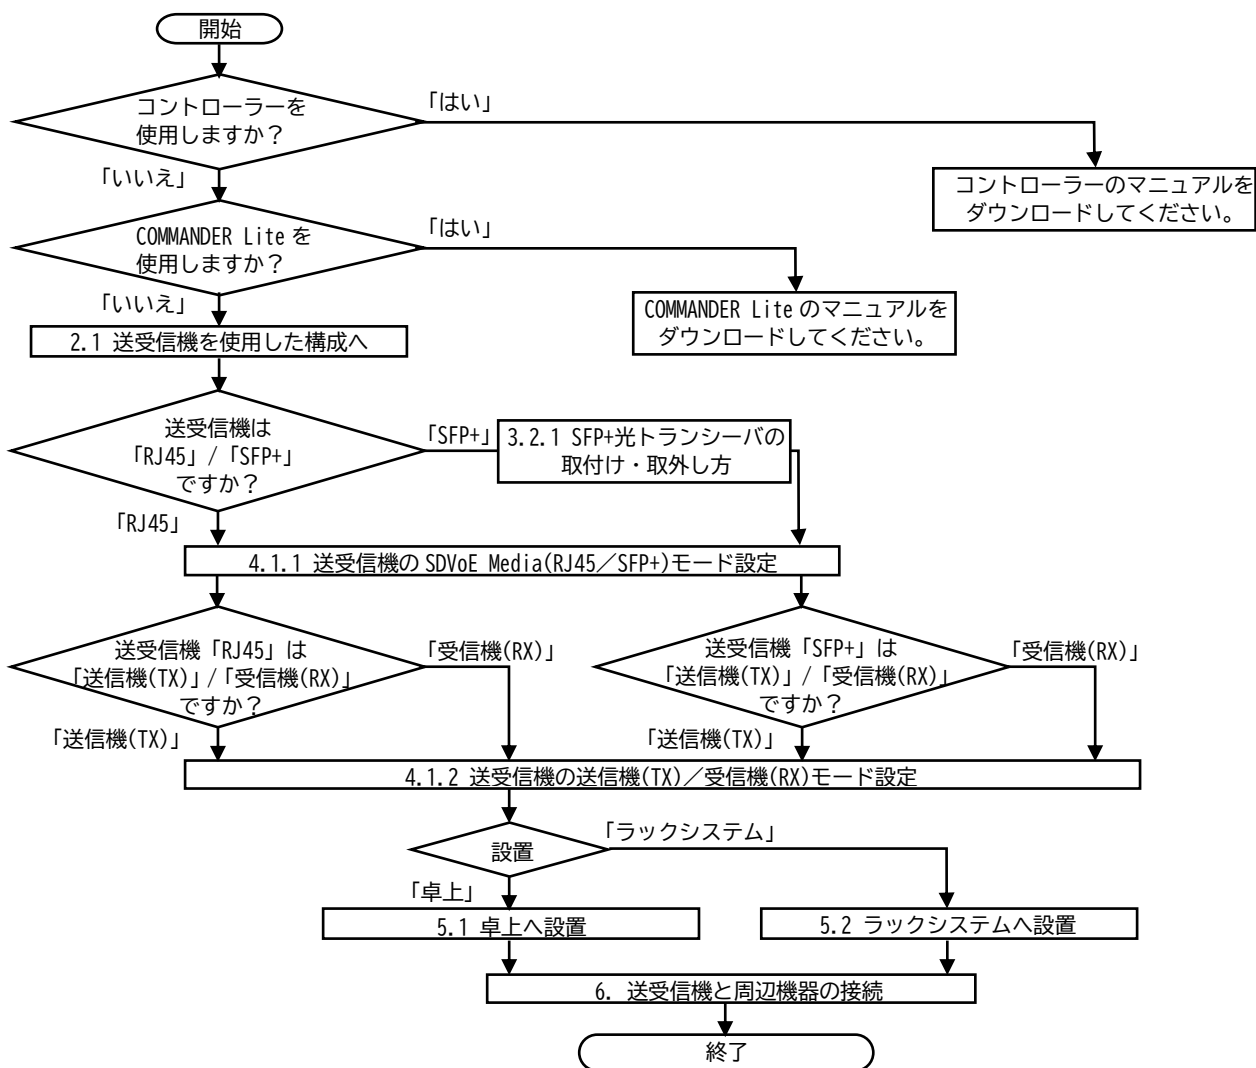 開始
コントローラーを
使用しますか？
「はい」
「いいえ」
コントローラーのマニュアルを
ダウンロードしてください。
COMMANDER Lite を
使用しますか？
「はい」
「いいえ」
COMMANDER Lite のマニュアルを
ダウンロードしてください。
2.1 送受信機を使用した構成へ
送受信機は
「RJ45」/「SFP+」
ですか？
「SFP+」
3.2.1 SFP+光トランシーバの
取付け・取外し方
「RJ45」
4.1.1 送受信機の SDVoE Media(RJ45／SFP+)モード設定
送受信機「RJ45」は
「送信機(TX)」/「受信機(RX)」
ですか？
「受信機(RX)」
「送信機(TX)」
送受信機「SFP+」は
「送信機(TX)」/「受信機(RX)」
ですか？
「受信機(RX)」
「送信機(TX)」
4.1.2 送受信機の送信機(TX)／受信機(RX)モード設定
設置
「ラックシステム」
「卓上」
5.1 卓上へ設置
5.2 ラックシステムへ設置
6. 送受信機と周辺機器の接続
終了